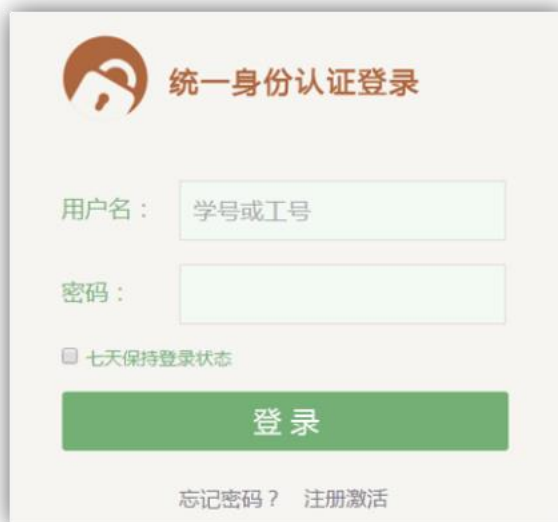 统一身份认证登录
用户名： 学号或工号
密码：
七天保持登录状态
登录
忘记密码？ 注册激活